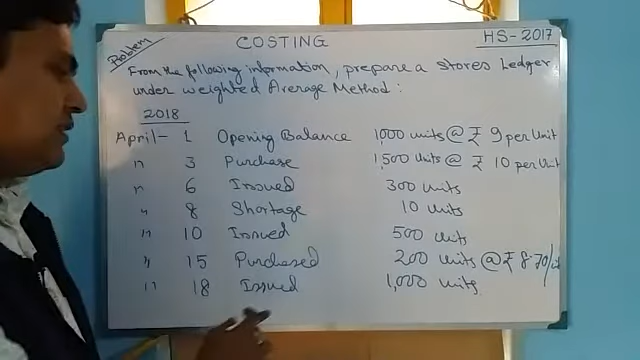 Problem
COSTING
HS-2017
From the following information, prepare a Stores Ledger
under weighted Average Method:
2018
April- 1 Opening Balance 1,000 units @ ₹ 9 per Unit
" 3 Purchase 1,500 Units @ ₹ 10 per Unit
" 6 Issued 300 Units
" 8 Shortage 10 Units
" 10 Issued 500 Units
" 15 Purchased 200 Units @ ₹ 8.70/
" 18 Issued 1,000 Units.